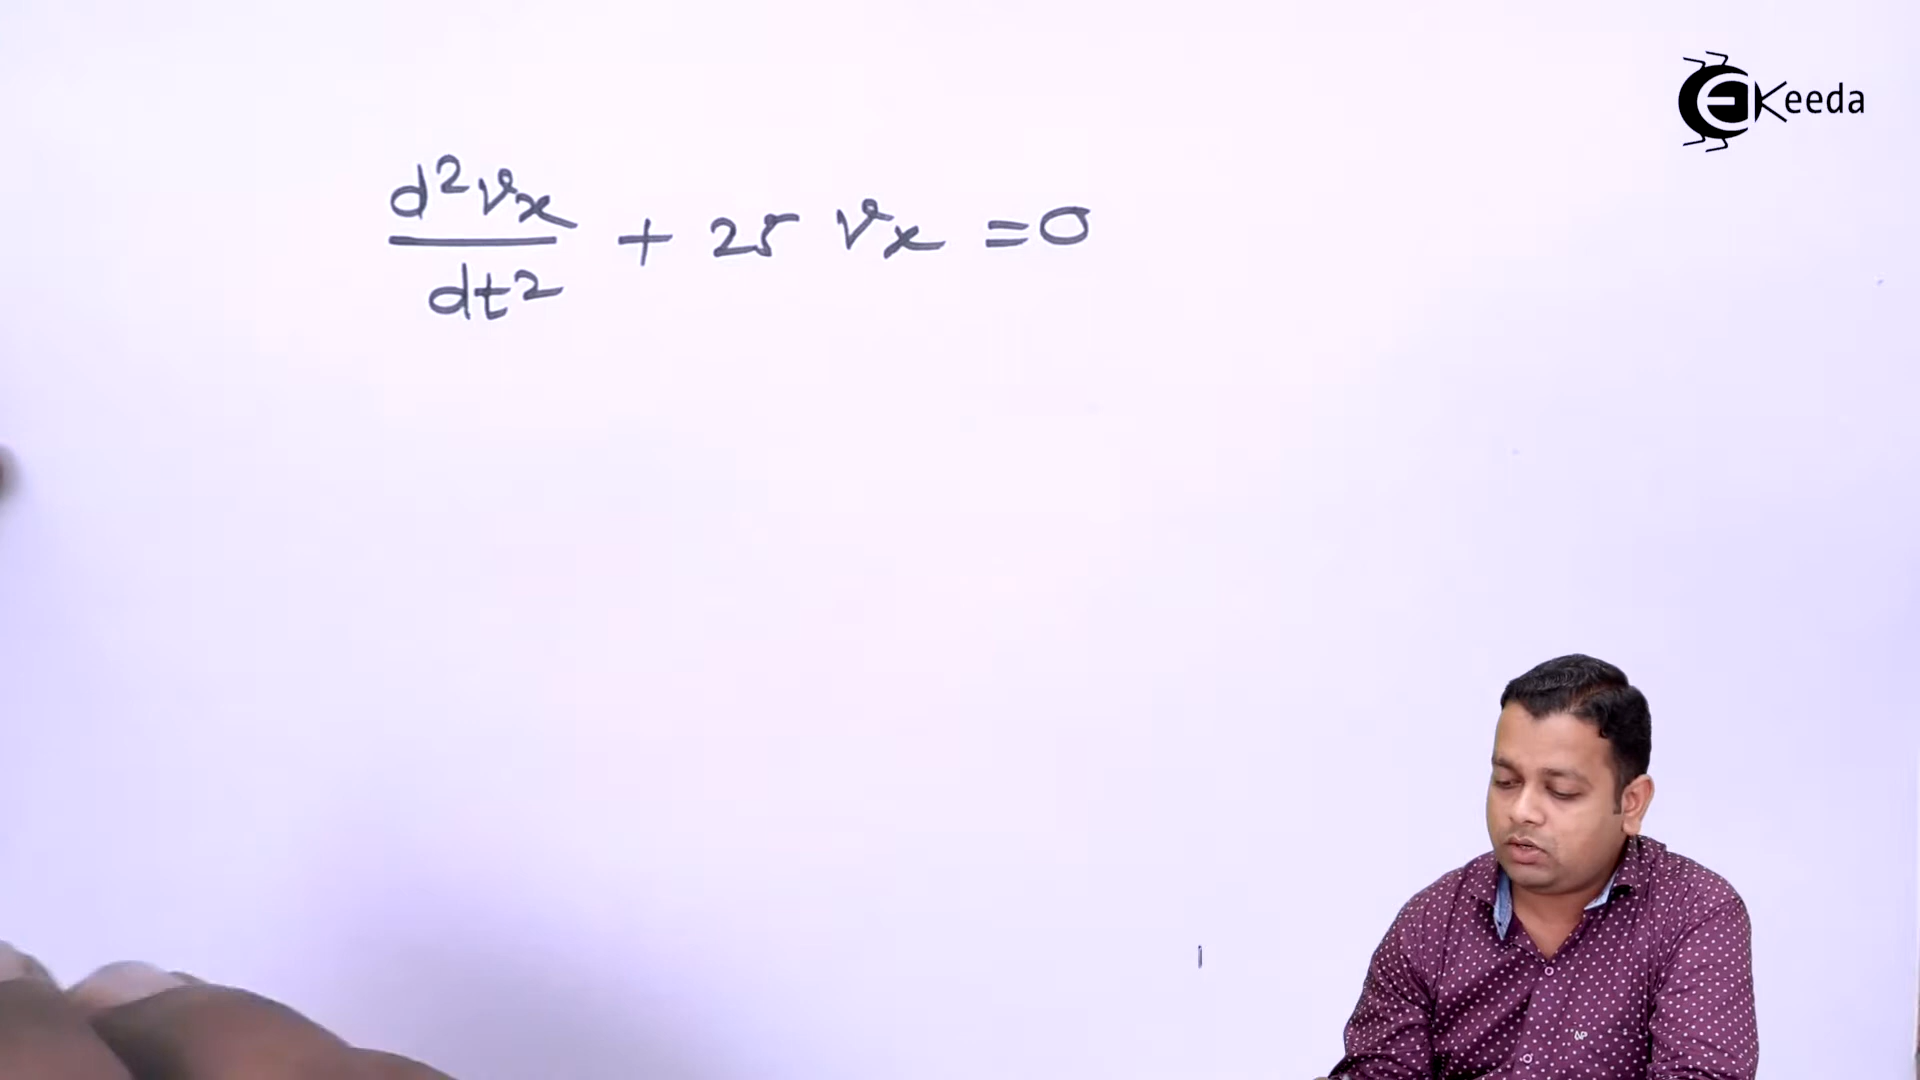 Keeda
d²vx/dt² + 25 vx = 0